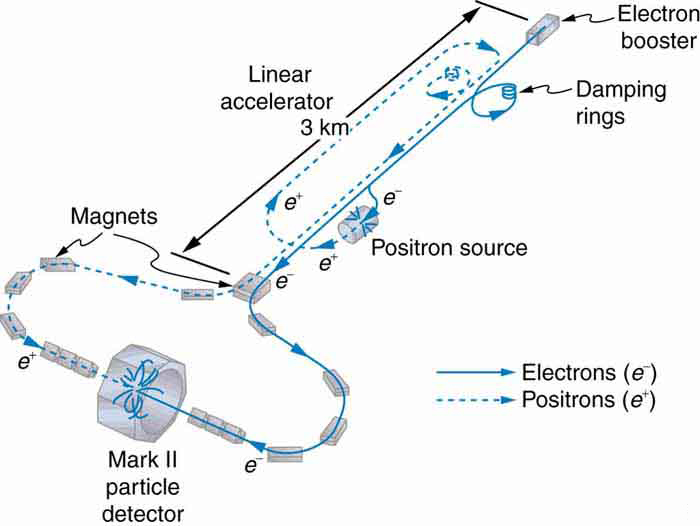 Electron
booster
Linear
accelerator
3 km
Damping
rings
e⁺
e⁻
Magnets
Positron source
e⁺
e⁻
e⁺
Electrons (e⁻)
Positrons (e⁺)
e⁻
Mark II
particle
detector